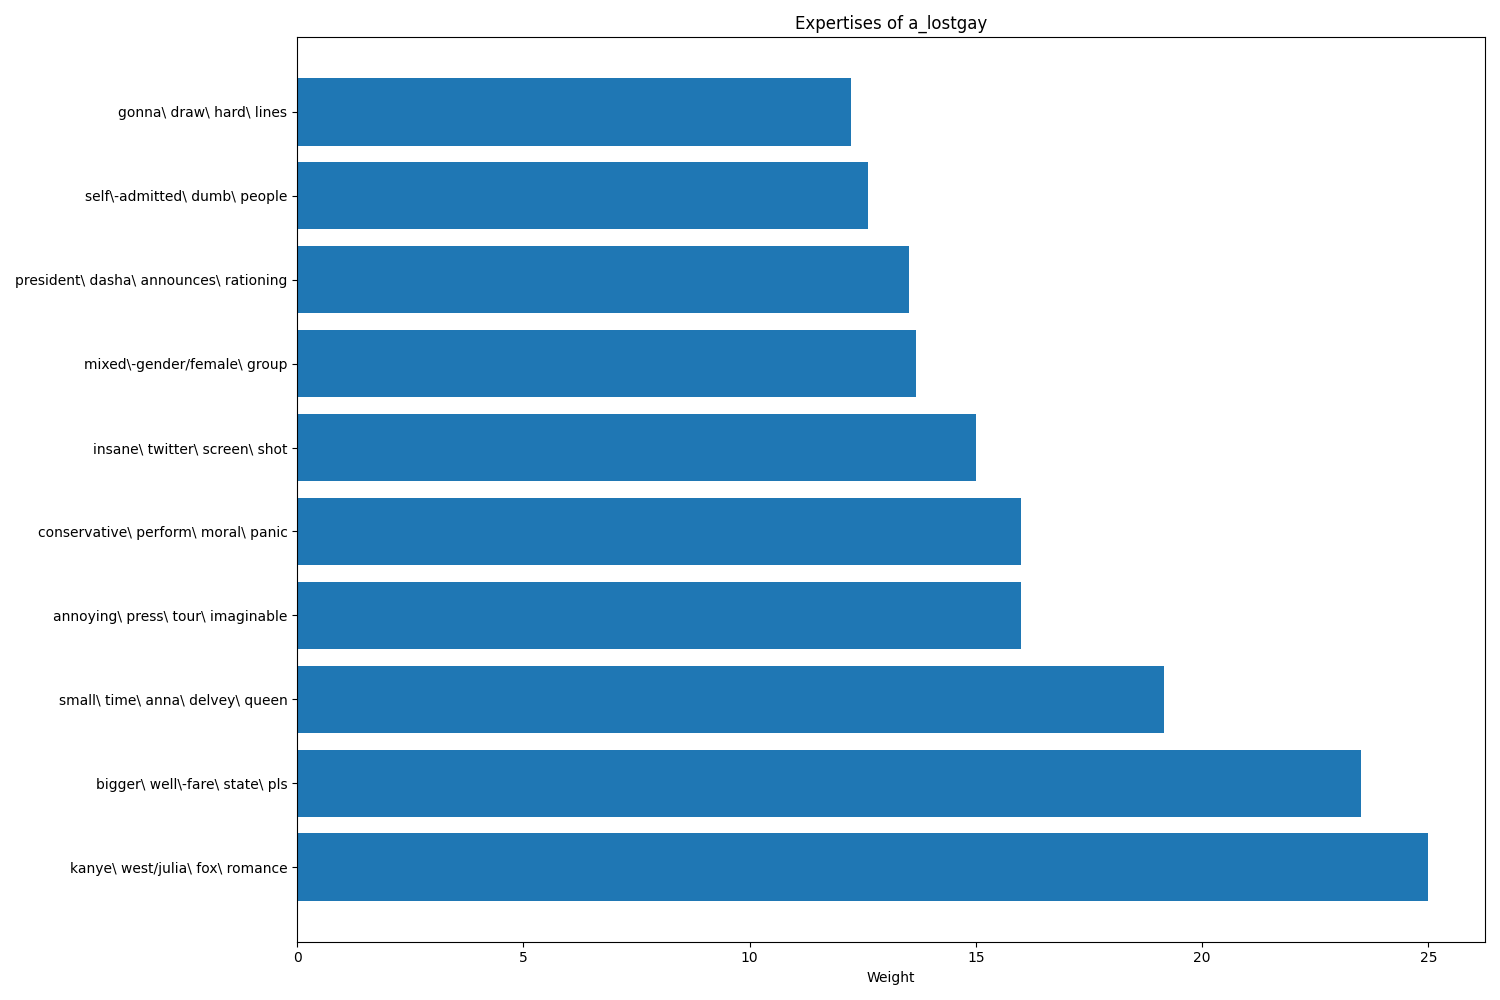 Expertises of a_lostgay
gonna\ draw\ hard\ lines
self\-admitted\ dumb\ people
president\ dasha\ announces\ rationing
mixed\-gender/female\ group
insane\ twitter\ screen\ shot
conservative\ perform\ moral\ panic
annoying\ press\ tour\ imaginable
small\ time\ anna\ delvey\ queen
bigger\ well\-fare\ state\ pls
kanye\ west/julia\ fox\ romance
0 5 10 15 20 25
Weight